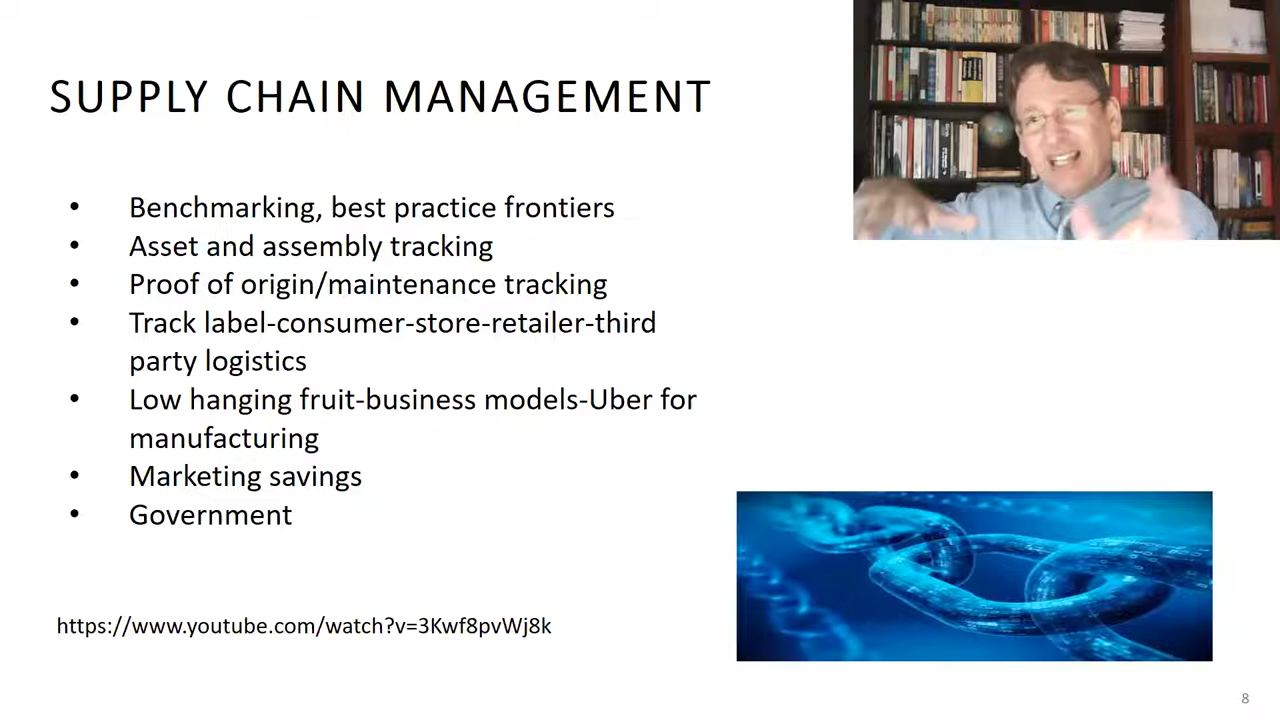 SUPPLY CHAIN MANAGEMENT
• Benchmarking, best practice frontiers
• Asset and assembly tracking
• Proof of origin/maintenance tracking
• Track label-consumer-store-retailer-third
party logistics
• Low hanging fruit-business models-Uber for
manufacturing
• Marketing savings
• Government
https://www.youtube.com/watch?v=3Kwf8pvWj8k
8